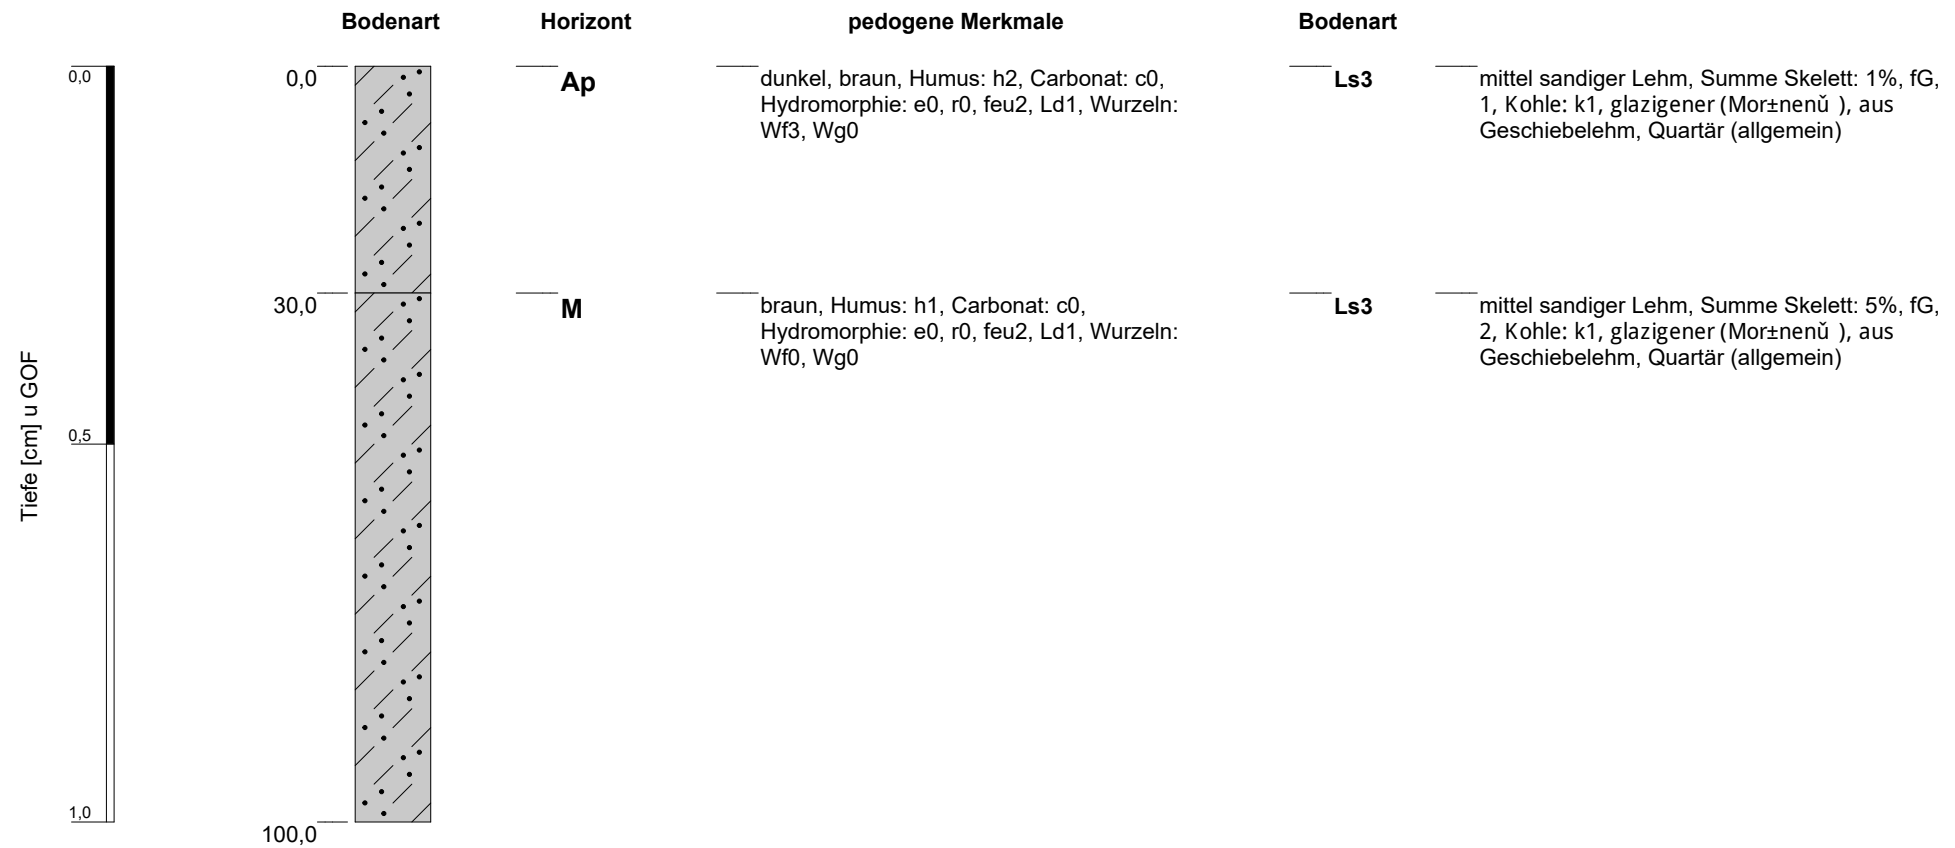 Bodenart Horizont pedogene Merkmale Bodenart
0,0
0,0
Ap
dunkel, braun, Humus: h2, Carbonat: c0,
Hydromorphie: e0, r0, feu2, Ld1, Wurzeln:
Wf3, Wg0
Ls3
mittel sandiger Lehm, Summe Skelett: 1%, fG,
1, Kohle: k1, glazigener (Mor±nenǔ ), aus
Geschiebelehm, Quartär (allgemein)
30,0
M
braun, Humus: h1, Carbonat: c0,
Hydromorphie: e0, r0, feu2, Ld1, Wurzeln:
Wf0, Wg0
Ls3
mittel sandiger Lehm, Summe Skelett: 5%, fG,
2, Kohle: k1, glazigener (Mor±nenǔ ), aus
Geschiebelehm, Quartär (allgemein)
Tiefe [cm] u GOF
0,5
1,0
100,0